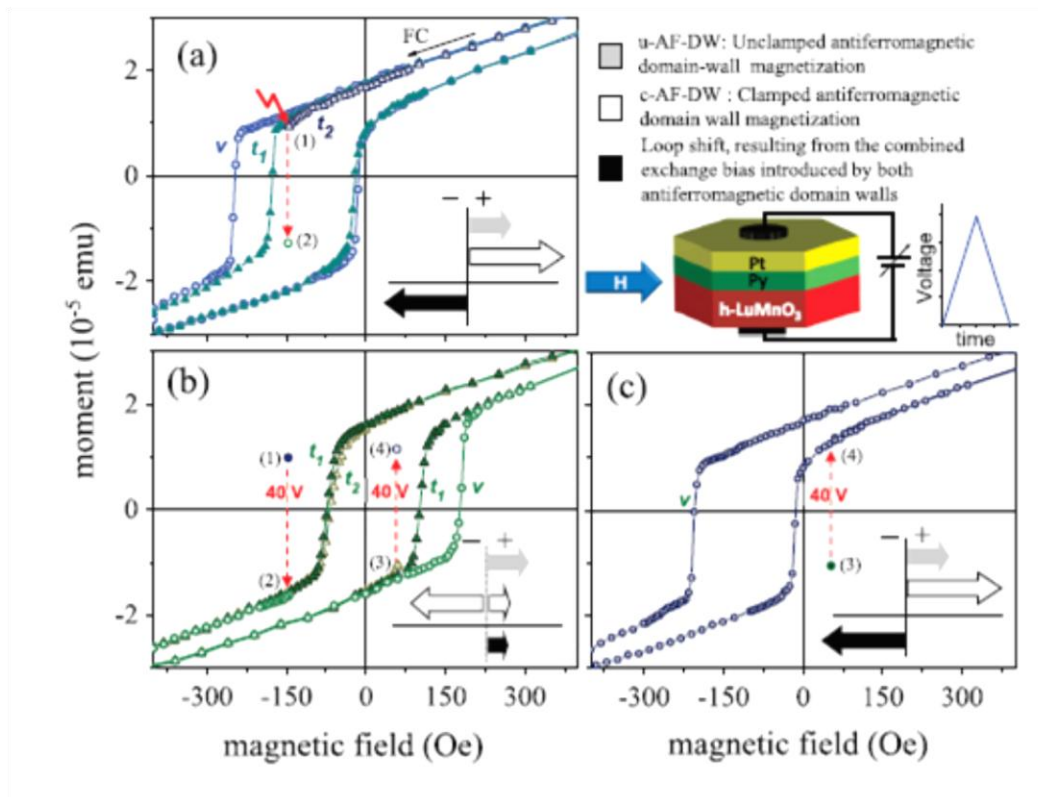 (a)
FC
2
0
-2
v
t1
t2
(1)
(2)
− +
u-AF-DW: Unclamped antiferromagnetic
domain-wall magnetization
c-AF-DW : Clamped antiferromagnetic
domain wall magnetization
Loop shift, resulting from the combined
exchange bias introduced by both
antiferromagnetic domain walls
H
Pt
Py
h-LuMnO3
Voltage
time
moment (10-5 emu)
(b)
2
0
-2
(1)
t1
t2
40 V
(4)
40 V
t1
v
(2)
(3)
− +
-300 -150 0 150 300
magnetic field (Oe)
(c)
v
(4)
40 V
(3)
− +
-300 -150 0 150 300
magnetic field (Oe)